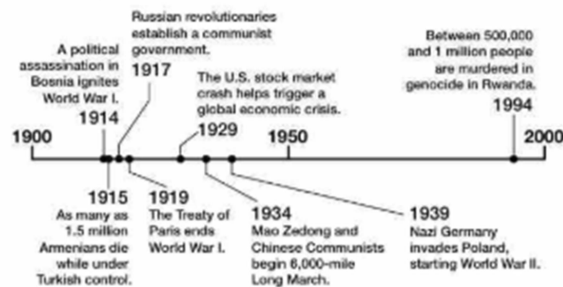 Russian revolutionaries
establish a communist
government.
1917
A political
assassination in
Bosnia ignites
World War I.
1914
The U.S. stock market
crash helps trigger a
global economic crisis.
1929
Between 500,000
and 1 million people
are murdered in
genocide in Rwanda.
1994
1900
1950
2000
1915
As many as
1.5 million
Armenians die
while under
Turkish control.
1919
The Treaty of
Paris ends
World War I.
1934
Mao Zedong and
Chinese Communists
begin 6,000-mile
Long March.
1939
Nazi Germany
invades Poland,
starting World War II.